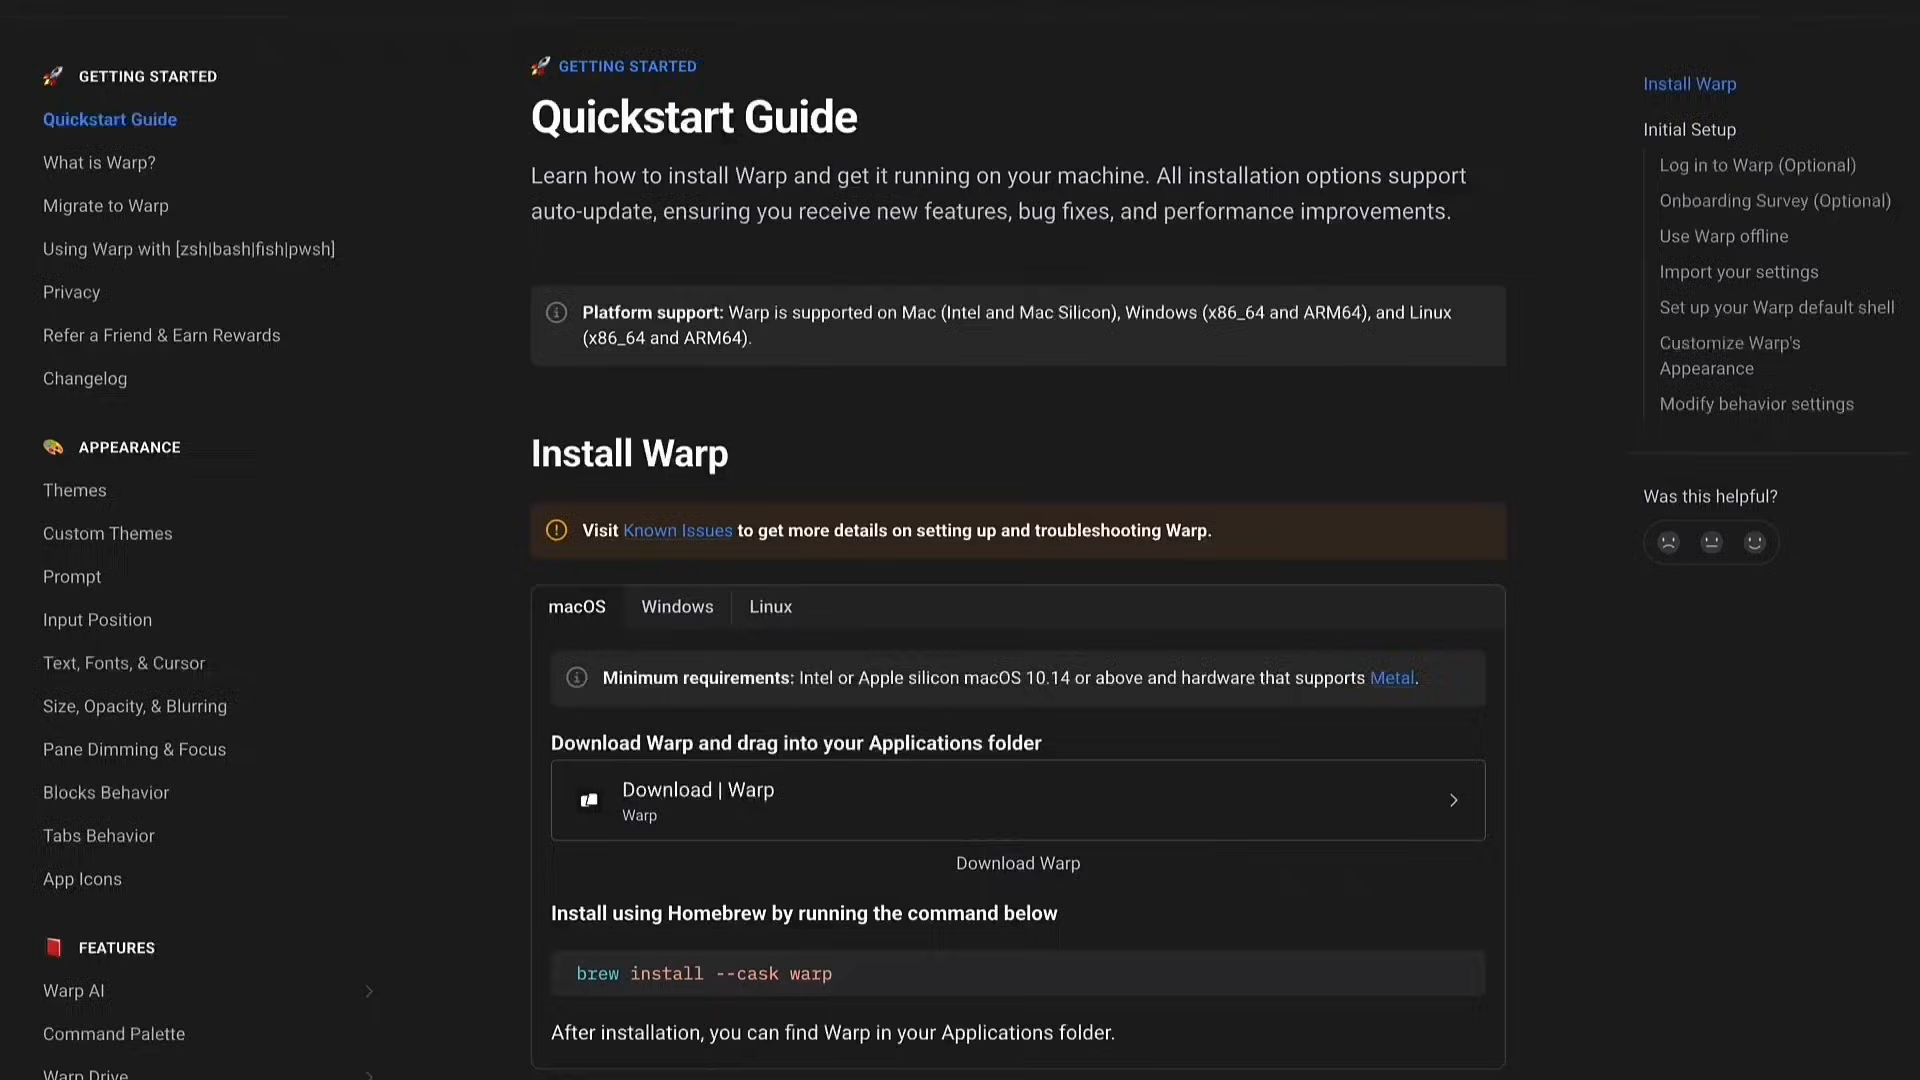 GETTING STARTED
Quickstart Guide
What is Warp?
Migrate to Warp
Using Warp with [zsh|bash|fish|pwsh]
Privacy
Refer a Friend & Earn Rewards
Changelog
APPEARANCE
Themes
Custom Themes
Prompt
Input Position
Text, Fonts, & Cursor
Size, Opacity, & Blurring
Pane Dimming & Focus
Blocks Behavior
Tabs Behavior
App Icons
FEATURES
Warp AI
Command Palette
Warp Drive
GETTING STARTED
Quickstart Guide
Learn how to install Warp and get it running on your machine. All installation options support
auto-update, ensuring you receive new features, bug fixes, and performance improvements.
Platform support: Warp is supported on Mac (Intel and Mac Silicon), Windows (x86_64 and ARM64), and Linux
(x86_64 and ARM64).
Install Warp
Visit Known Issues to get more details on setting up and troubleshooting Warp.
macOS Windows Linux
Minimum requirements: Intel or Apple silicon macOS 10.14 or above and hardware that supports Metal.
Download Warp and drag into your Applications folder
Download | Warp
Warp
Download Warp
Install using Homebrew by running the command below
brew install --cask warp
After installation, you can find Warp in your Applications folder.
Install Warp
Initial Setup
Log in to Warp (Optional)
Onboarding Survey (Optional)
Use Warp offline
Import your settings
Set up your Warp default shell
Customize Warp's
Appearance
Modify behavior settings
Was this helpful?